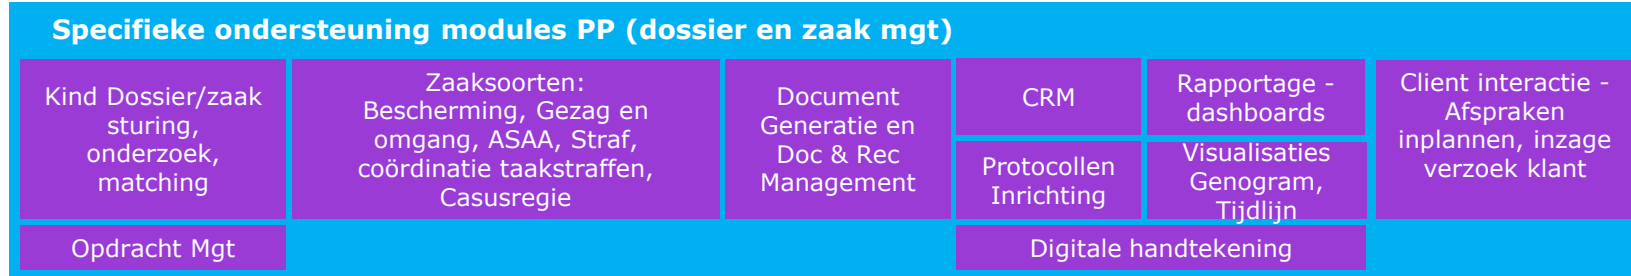 Specifieke ondersteuning modules PP (dossier en zaak mgt)
Kind Dossier/zaak
sturing,
onderzoek,
matching
Zaaksoorten:
Bescherming, Gezag en
omgang, ASAA, Straf,
coördinatie taakstraffen,
Casusregie
Document
Generatie en
Doc & Rec
Management
CRM
Rapportage -
dashboards
Client interactie -
Afspraken
inplannen, inzage
verzoek klant
Protocollen
Inrichting
Visualisaties
Genogram,
Tijdlijn
Opdracht Mgt
Digitale handtekening